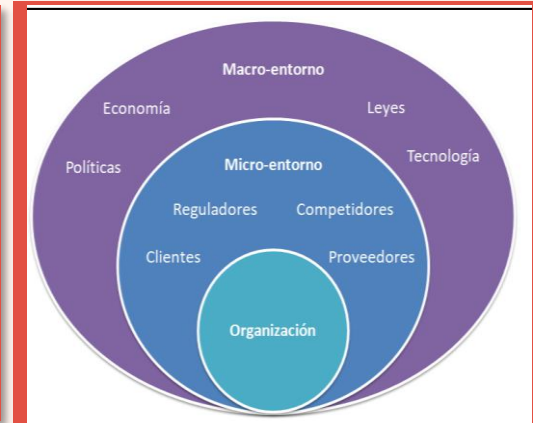 Macro-entorno
Economía
Leyes
Políticas
Tecnología
Micro-entorno
Reguladores
Competidores
Clientes
Proveedores
Organización